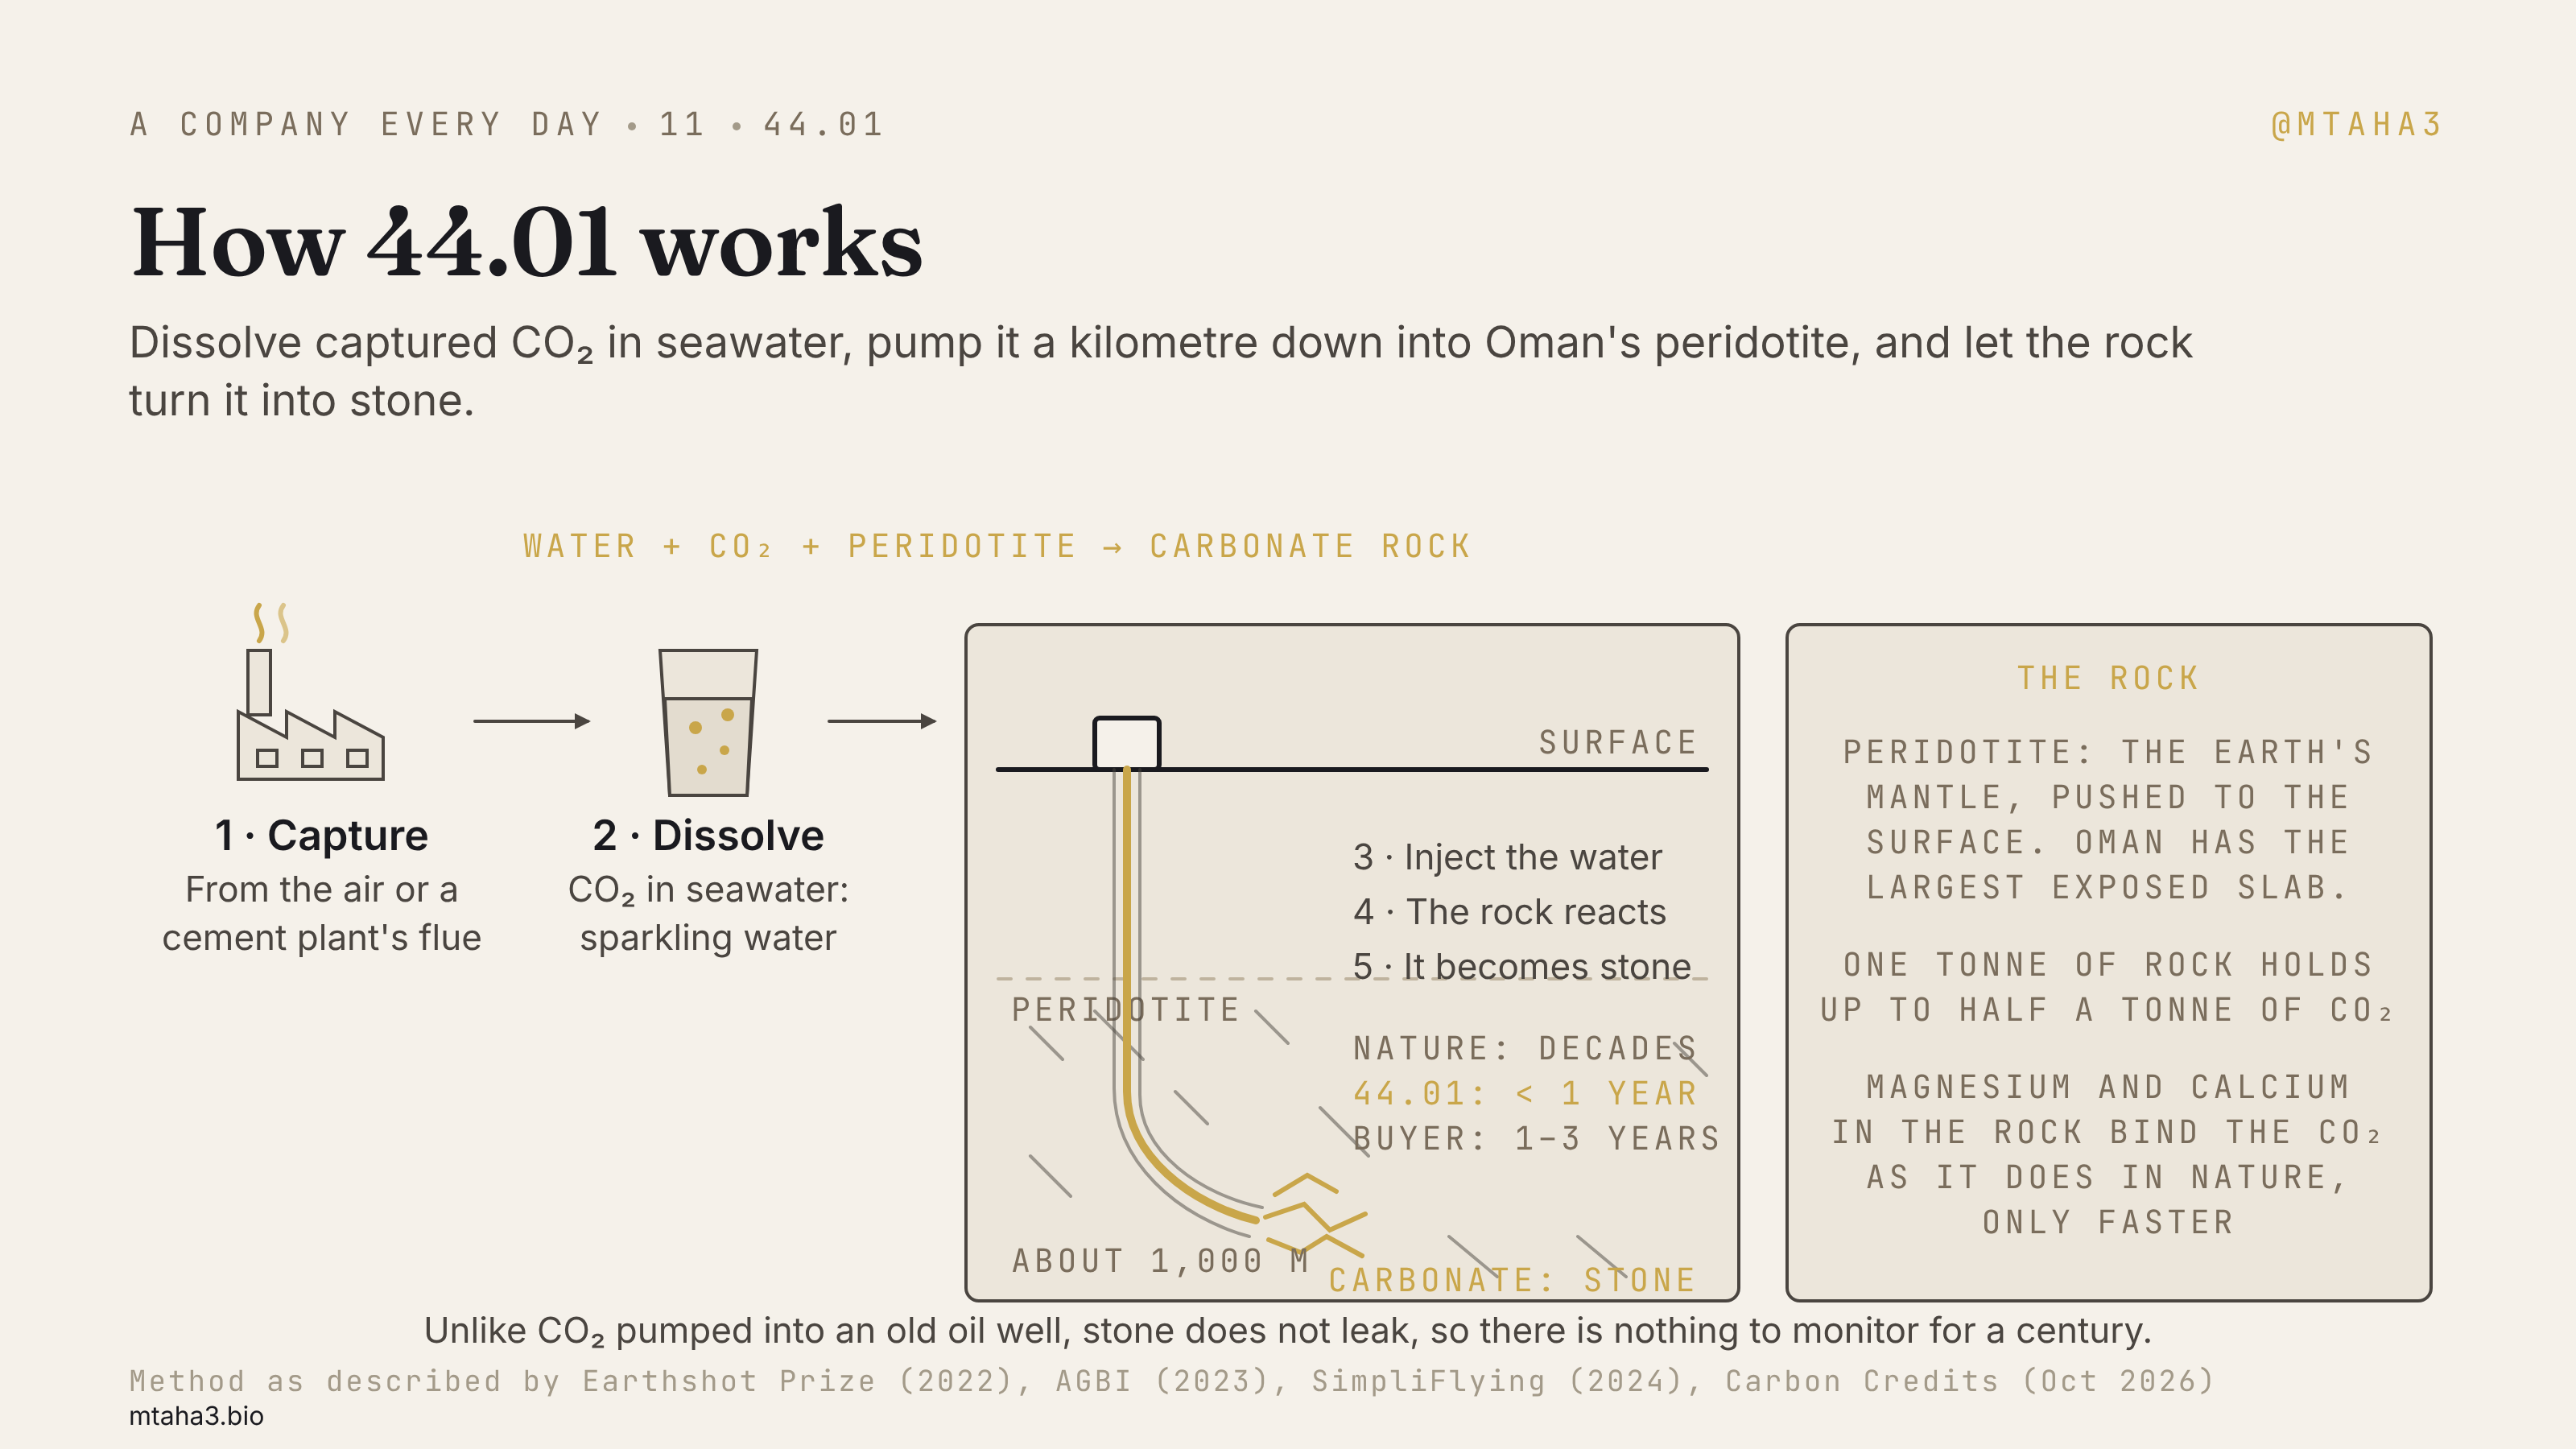 A COMPANY EVERY DAY • 11 • 44.01
@MTAHA3
How 44.01 works
Dissolve captured CO₂ in seawater, pump it a kilometre down into Oman's peridotite, and let the rock
turn it into stone.
WATER + CO₂ + PERIDOTITE → CARBONATE ROCK
1 · Capture
From the air or a
cement plant's flue
2 · Dissolve
CO₂ in seawater:
sparkling water
SURFACE
3 · Inject the water
4 · The rock reacts
5 · It becomes stone
PERIDOTITE
NATURE: DECADES
44.01: < 1 YEAR
BUYER: 1–3 YEARS
ABOUT 1,000 M
CARBONATE: STONE
THE ROCK
PERIDOTITE: THE EARTH'S
MANTLE, PUSHED TO THE
SURFACE. OMAN HAS THE
LARGEST EXPOSED SLAB.
ONE TONNE OF ROCK HOLDS
UP TO HALF A TONNE OF CO₂
MAGNESIUM AND CALCIUM
IN THE ROCK BIND THE CO₂
AS IT DOES IN NATURE,
ONLY FASTER
Unlike CO₂ pumped into an old oil well, stone does not leak, so there is nothing to monitor for a century.
Method as described by Earthshot Prize (2022), AGBI (2023), SimpliFlying (2024), Carbon Credits (Oct 2026)
mtaha3.bio